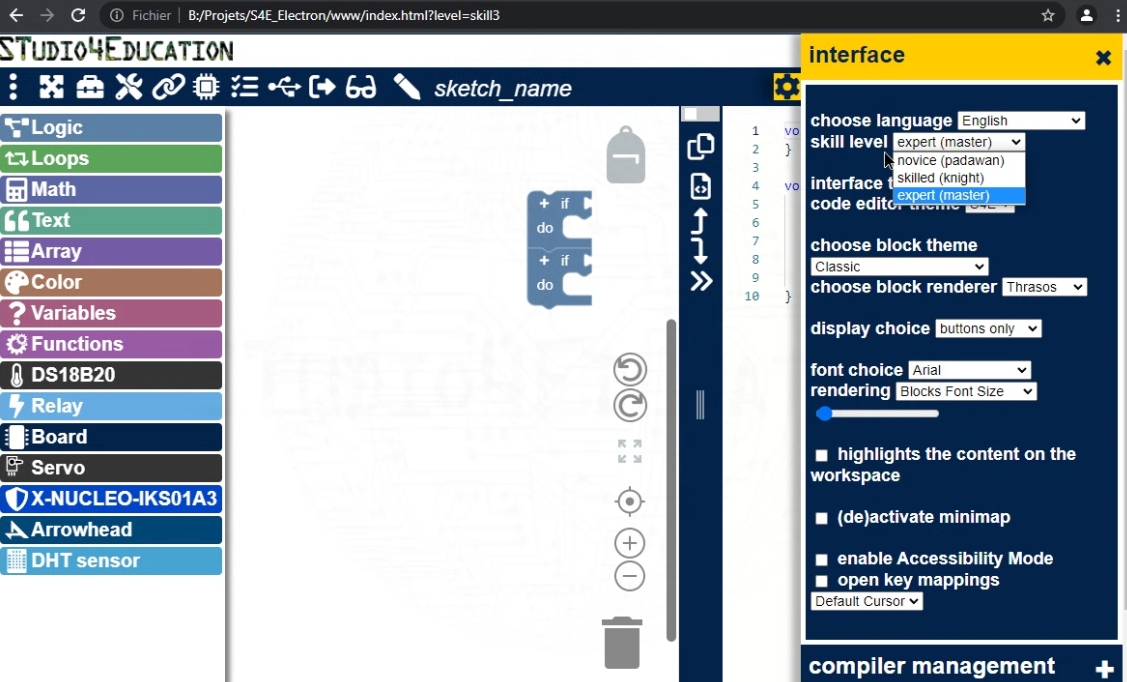 Fichier B:/Projets/S4E_Electron/www/index.html?level=skill3
STUDIO4EDUCATION
sketch_name
Logic
Loops
Math
Text
Array
Color
Variables
Functions
DS18B20
Relay
Board
Servo
X-NUCLEO-IKS01A3
Arrowhead
DHT sensor
+ if
do
+ if
do
1 vo
2 }
3
4 vo
5
6
7
8
9
10 }
interface
choose language English
skill level expert (master)
novice (padawan)
skilled (knight)
expert (master)
interface t
code editor theme S4E
choose block theme
Classic
choose block renderer Thrasos
display choice buttons only
font choice Arial
rendering Blocks Font Size
highlights the content on the
workspace
(de)activate minimap
enable Accessibility Mode
open key mappings
Default Cursor
compiler management